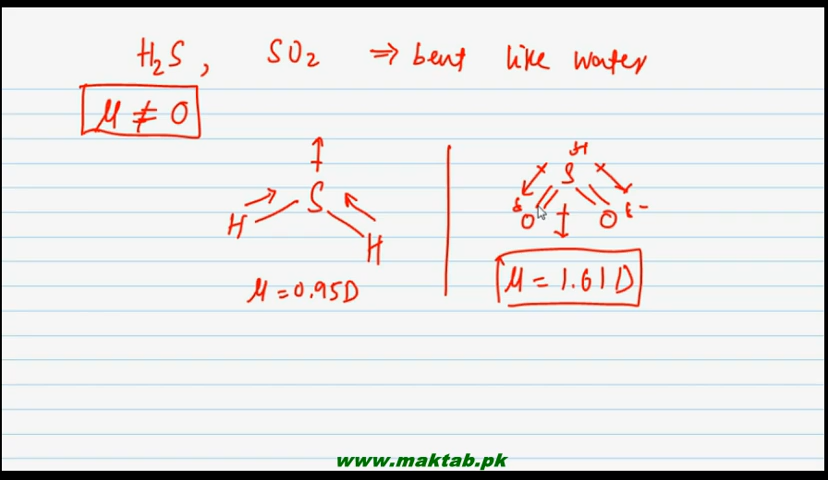 H₂S, SO₂ ⇒ bent like water
μ ≠ 0
S
H
H
μ = 0.95D
δ+
S
δ
O
O
δ-
μ = 1.61D
www.maktab.pk